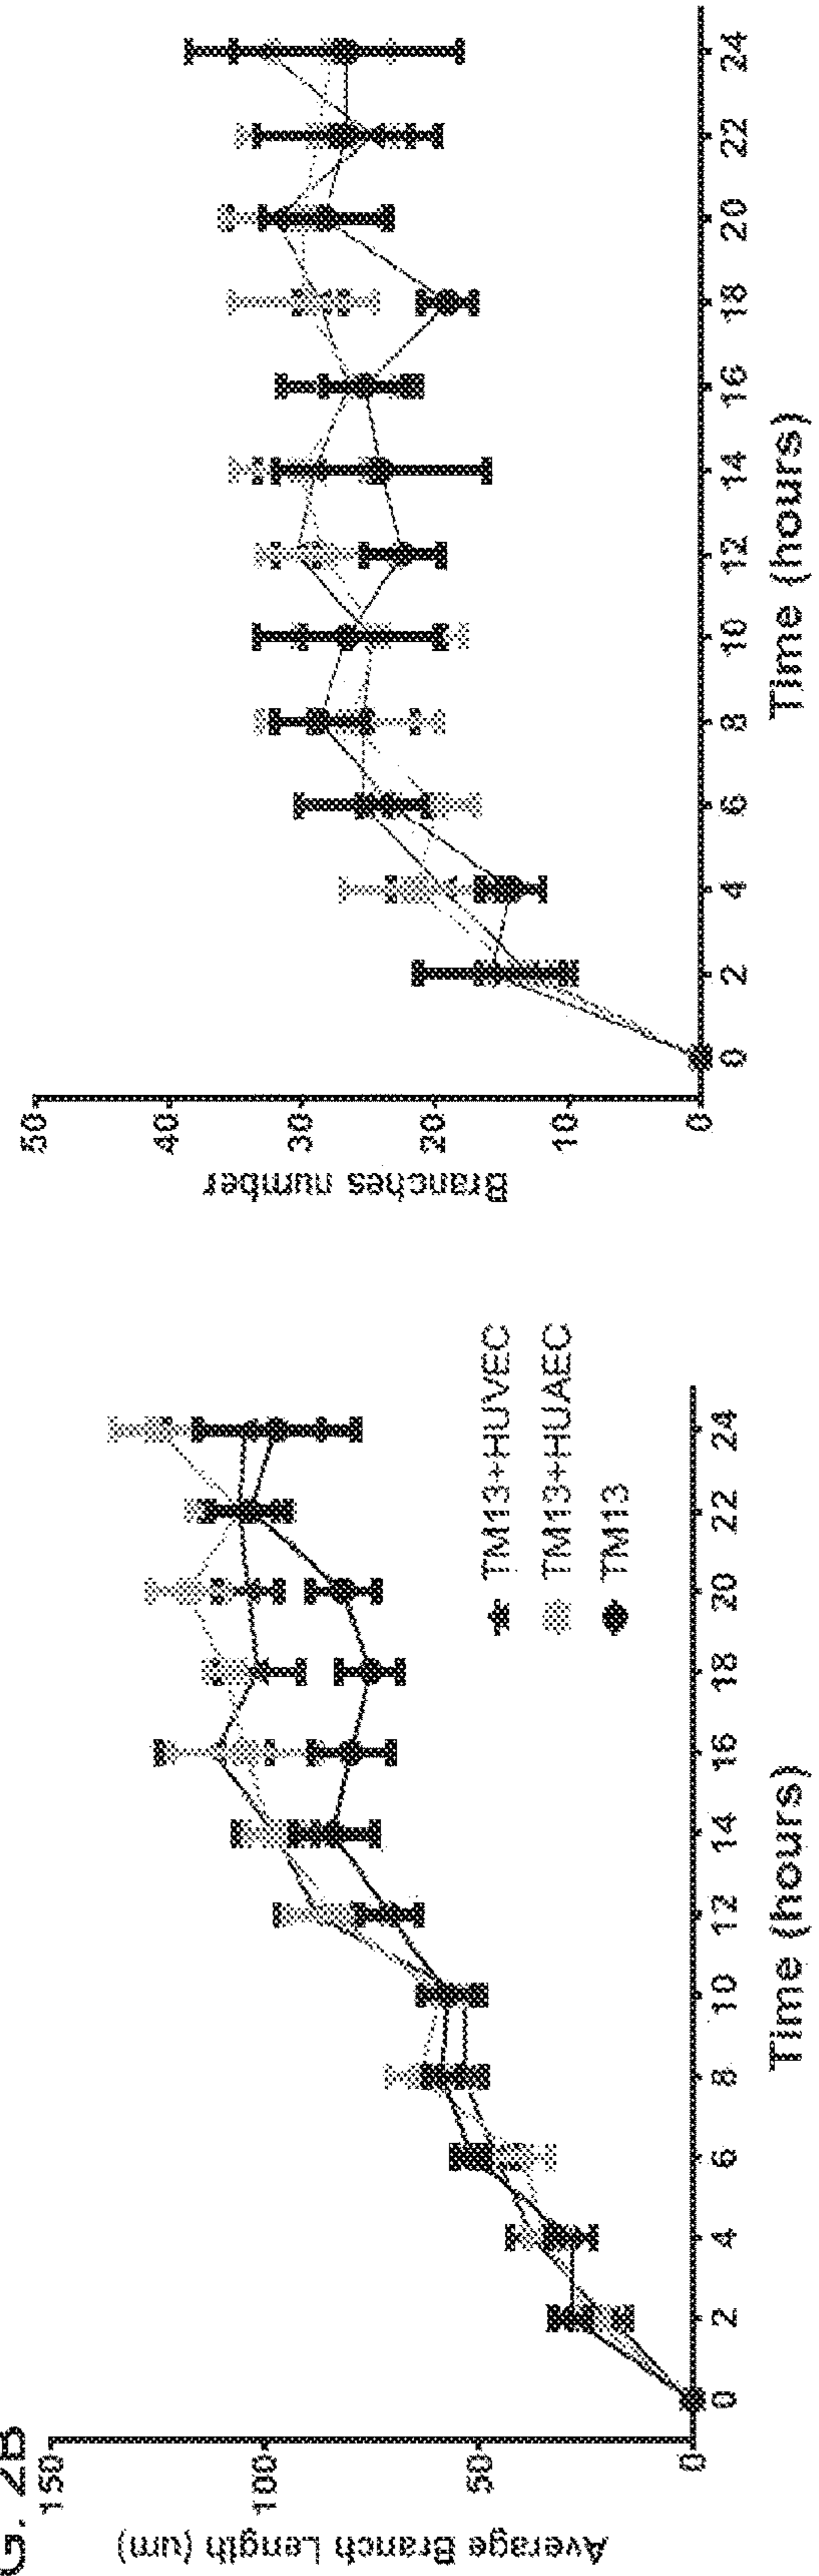 G. 2B
Average Branch Length (um)
150
100
50
0
0 2 4 6 8 10 12 14 16 18 20 22 24
Time (hours)
TM13+HUVEC
TM13+HUAEC
TM13
Branches number
50
40
30
20
10
0
0 2 4 6 8 10 12 14 16 18 20 22 24
Time (hours)